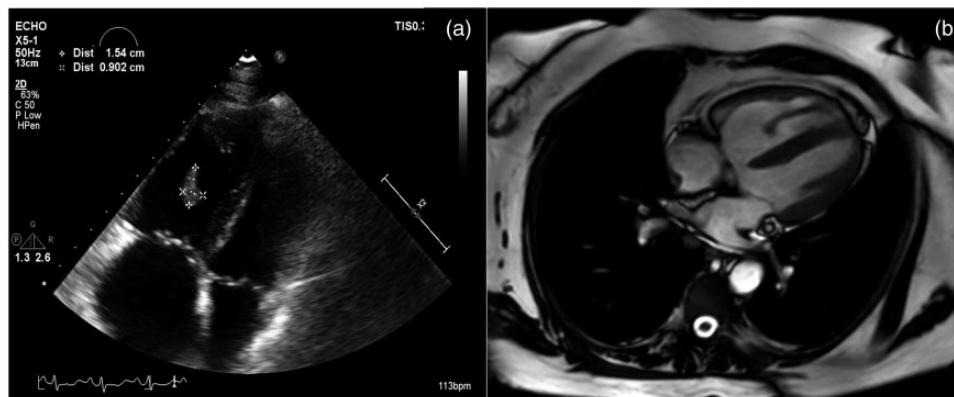 ECHO
X5-1
50Hz
13cm
2D
63%
C 50
P Low
HPen
Dist 1.54 cm
Dist 0.902 cm
TIS0.
(a)
P
X2
G
P R
1.3 2.6
113bpm
(b)